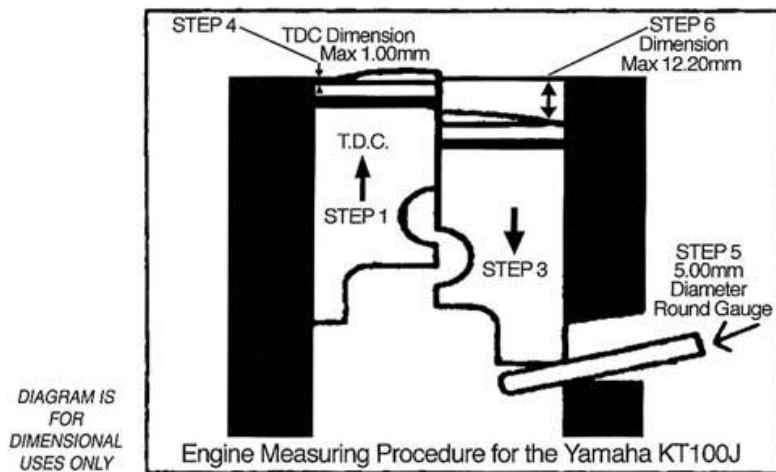 STEP 4
TDC Dimension
Max 1.00mm
STEP 6
Dimension
Max 12.20mm
T.D.C.
STEP 1
STEP 3
STEP 5
5.00mm
Diameter
Round Gauge
DIAGRAM IS
FOR
DIMENSIONAL
USES ONLY
Engine Measuring Procedure for the Yamaha KT100J